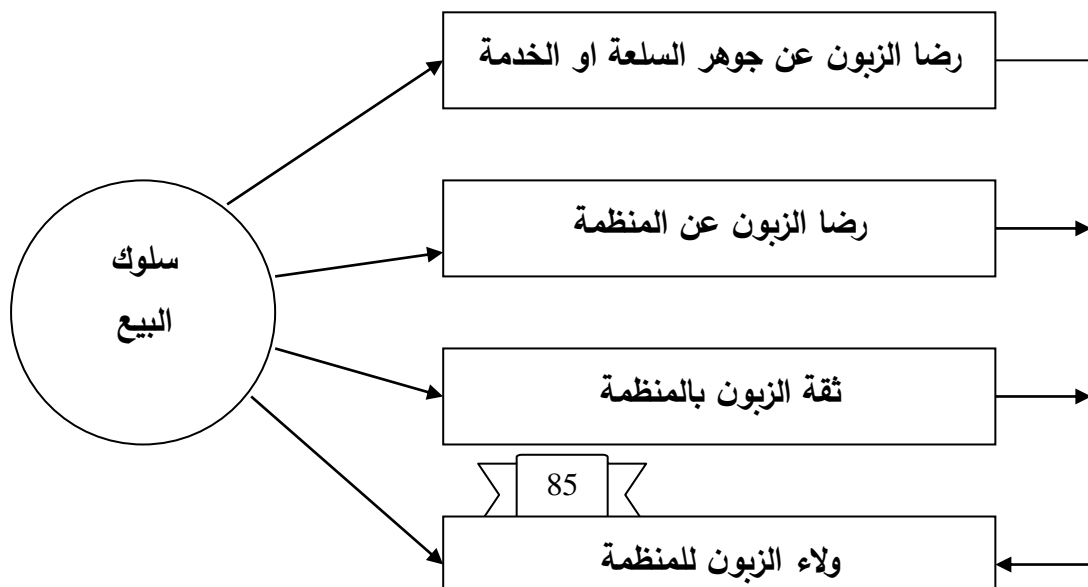 رضا الزبون عن جوهر السلعة او الخدمة
رضا الزبون عن المنظمة
سلوك
البيع
ثقة الزبون بالمنظمة
85
ولاء الزبون للمنظمة